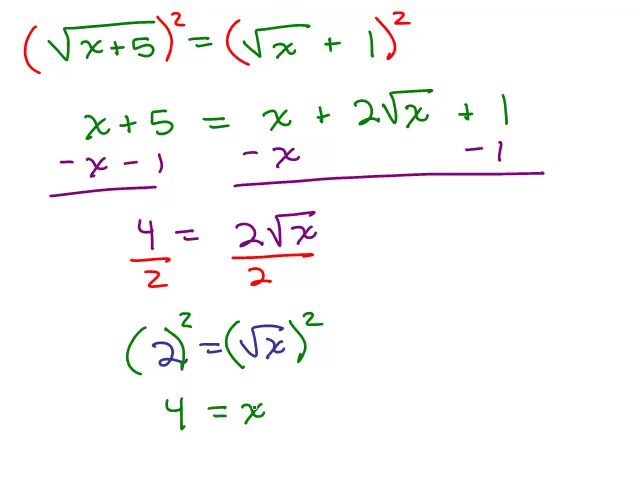 (√(x+5))² = (√x + 1)²
x + 5 = x + 2√x + 1
- x - 1 - x - 1
4 = 2√x
2 2
(2)² = (√x)²
4 = x